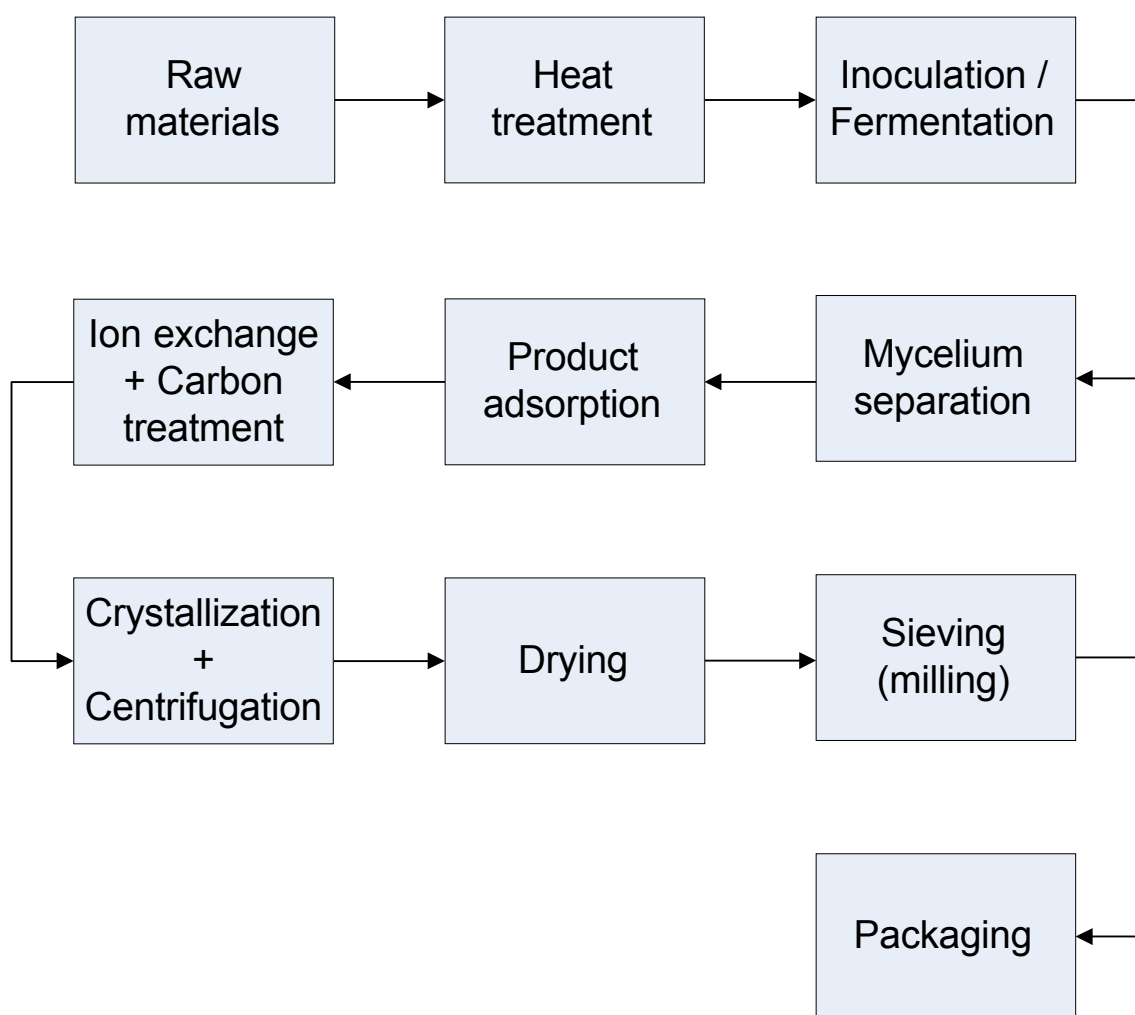 Raw
materials
Heat
treatment
Inoculation /
Fermentation
Mycelium
separation
Product
adsorption
Ion exchange
+ Carbon
treatment
Crystallization
+
Centrifugation
Drying
Sieving
(milling)
Packaging